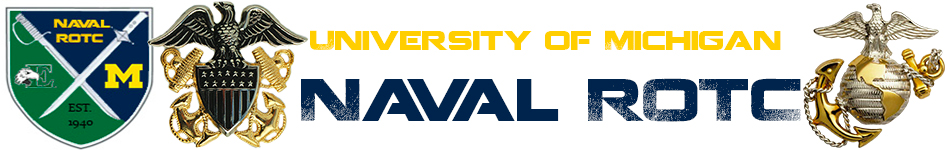 NAVAL
ROTC
E
M
EST.
1940
UNIVERSITY OF MICHIGAN
NAVAL ROTC